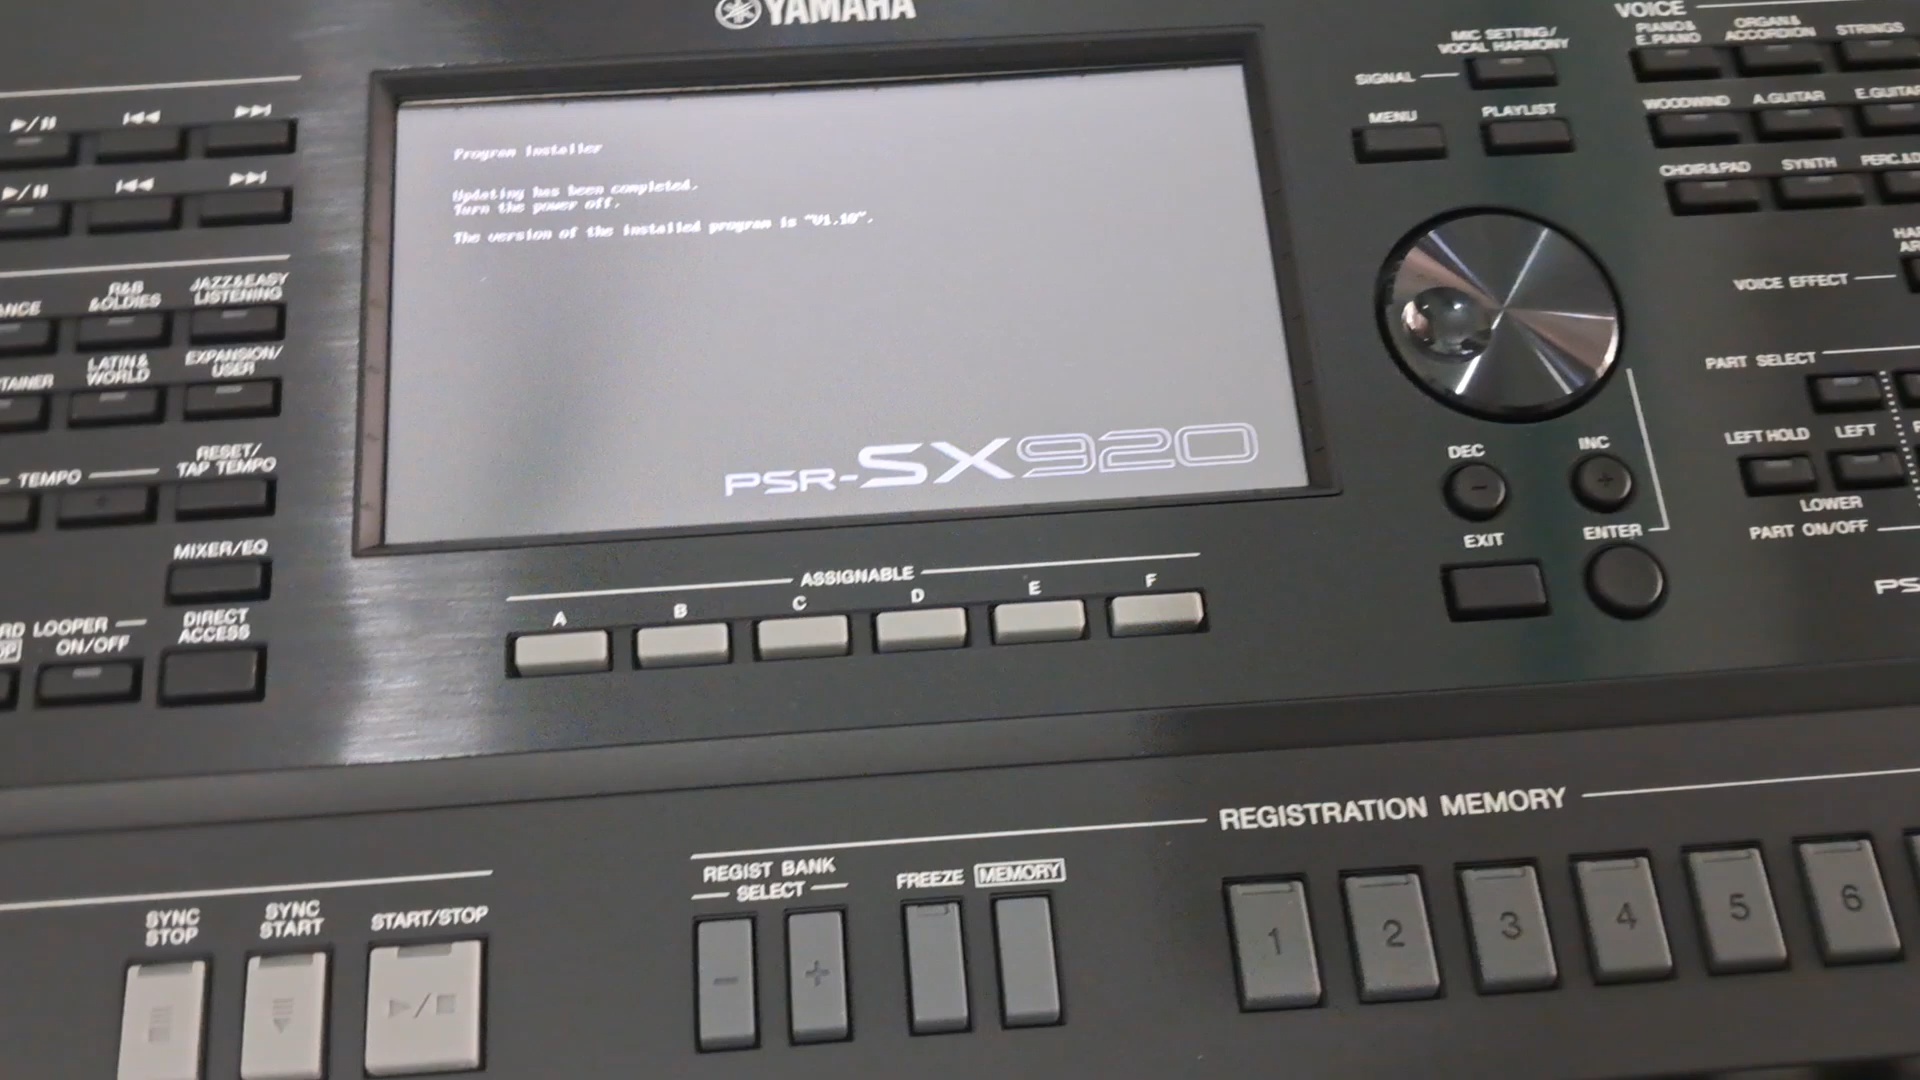 YAMAHA
Program Installer
Updating has been completed.
Turn the power off.
The version of the installed program is "V1.10".
PSR-SX920
R&B
&OLDIES
JAZZ&EASY
LISTENING
LATIN&
WORLD
EXPANSION/
USER
TEMPO
RESET/
TAP TEMPO
MIXER/EQ
LOOPER
ON/OFF
DIRECT
ACCESS
ASSIGNABLE
A
B
C
D
E
F
MIC SETTING/
VOCAL HARMONY
SIGNAL
MENU
PLAYLIST
VOICE
PIANO&
E.PIANO
ORGAN&
ACCORDION
STRINGS
WOODWIND
A.GUITAR
E.GUITAR
CHOIR&PAD
SYNTH
VOICE EFFECT
PART SELECT
LEFT HOLD
LEFT
LOWER
PART ON/OFF
DEC
INC
-
+
EXIT
ENTER
REGISTRATION MEMORY
REGIST BANK
SELECT
-
+
FREEZE
MEMORY
1
2
3
4
5
6
SYNC
STOP
SYNC
START
START/STOP